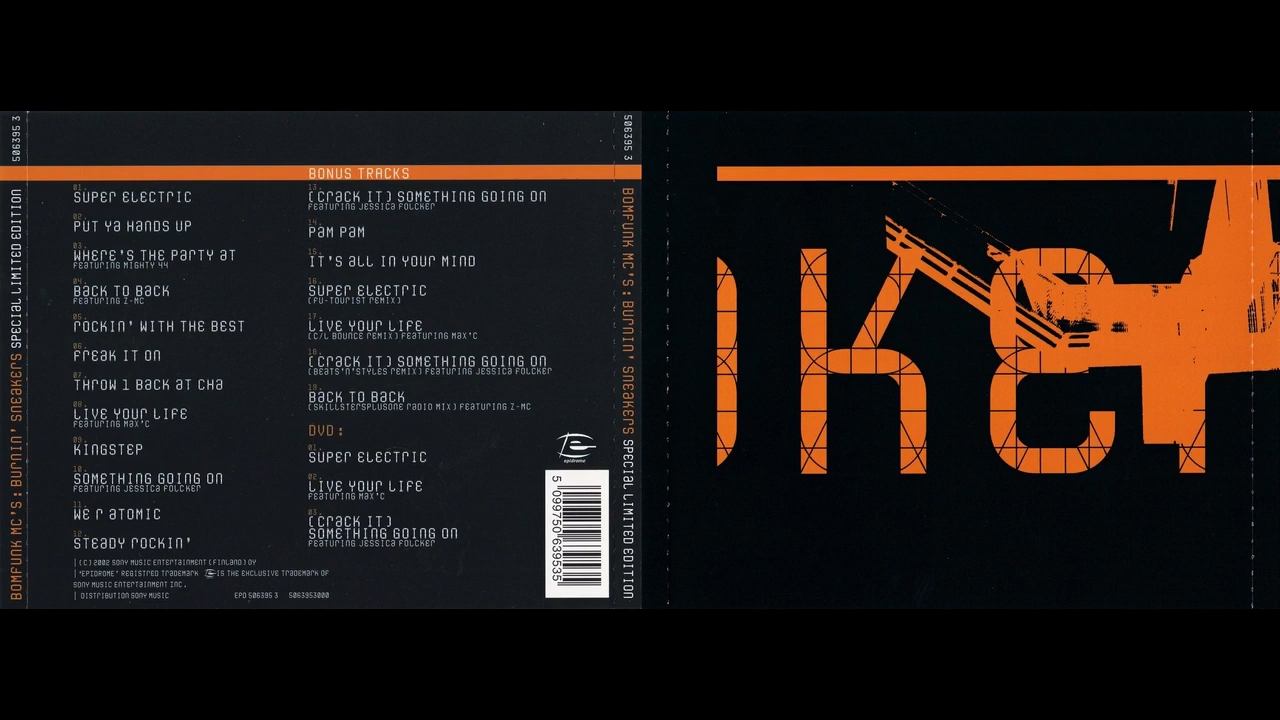 506395 3
BOMFUNK MC'S: BURNIN' SNEAKERS SPECIAL LIMITED EDITION
01.
SUPER ELECTRIC
02.
PUT YA HANDS UP
03.
WHERE'S THE PARTY AT
FEATURING MIGHTY 44
04.
BACK TO BACK
FEATURING Z-MC
05.
ROCKIN' WITH THE BEST
06.
FREAK IT ON
07.
THROW 1 BACK AT CHA
08.
LIVE YOUR LIFE
FEATURING MAX'C
09.
KINGSTEP
10.
SOMETHING GOING ON
FEATURING JESSICA FOLCKER
11.
WE R ATOMIC
12.
STEADY ROCKIN'
BONUS TRACKS
13.
(CRACK IT) SOMETHING GOING ON
FEATURING JESSICA FOLCKER
14.
PAM PAM
15.
IT'S ALL IN YOUR MIND
16.
SUPER ELECTRIC
(FU-TOURIST REMIX)
17.
LIVE YOUR LIFE
(C/L BOUNCE REMIX) FEATURING MAX'C
18.
(CRACK IT) SOMETHING GOING ON
(BEATS'N'STYLES REMIX) FEATURING JESSICA FOLCKER
19.
BACK TO BACK
(SKILLSTERSPLUSONE RADIO MIX) FEATURING Z-MC
DVD:
01.
SUPER ELECTRIC
02.
LIVE YOUR LIFE
FEATURING MAX'C
03.
(CRACK IT)
SOMETHING GOING ON
FEATURING JESSICA FOLCKER
| (C) 2002 SONY MUSIC ENTERTAINMENT (FINLAND) OY
| "EPIDROME" REGISTRED TRADEMARK IS THE EXCLUSIVE TRADEMARK OF
SONY MUSIC ENTERTAINMENT INC,
| DISTRIBUTION SONY MUSIC
EPD 506395 3 5063953000
epidrome
5 099750 639535
506395 3
BOMFUNK MC'S: BURNIN' SNEAKERS SPECIAL LIMITED EDITION